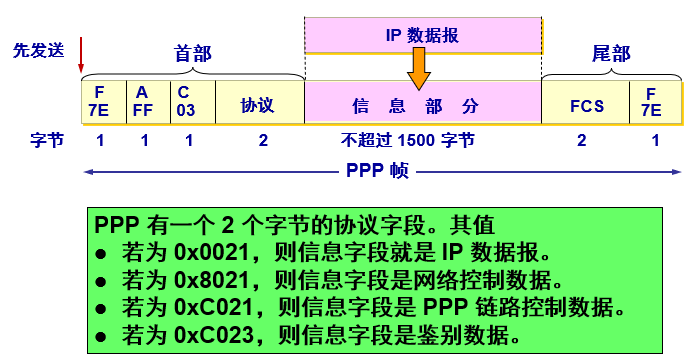 IP 数据报
先发送
首部
尾部
F 7E
A FF
C 03
协议
信 息 部 分
FCS
F 7E
字节
1
1
1
2
不超过 1500 字节
2
1
PPP 帧
PPP 有一个 2 个字节的协议字段。其值
● 若为 0x0021，则信息字段就是 IP 数据报。
● 若为 0x8021，则信息字段是网络控制数据。
● 若为 0xC021，则信息字段是 PPP 链路控制数据。
● 若为 0xC023，则信息字段是鉴别数据。